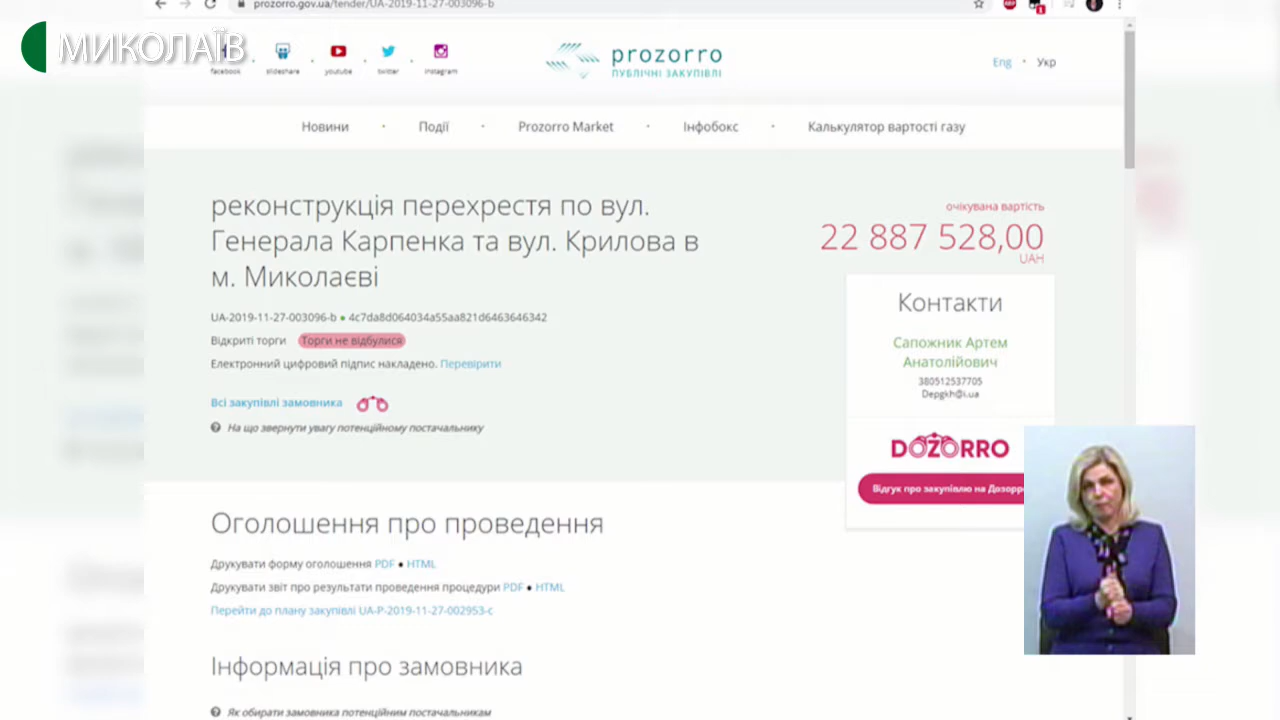 prozorro.gov.ua/tender/UA-2019-11-27-003096-b
МИКОЛАЇВ
facebook
slideshare
youtube
twitter
instagram
prozorro
ПУБЛІЧНІ ЗАКУПІВЛІ
Eng • Укр
Новини • Події • Prozorro Market • Інфобокс • Калькулятор вартості газу
реконструкція перехрестя по вул.
Генерала Карпенка та вул. Крилова в
м. Миколаєві
очікувана вартість
22 887 528,00
UAH
UA-2019-11-27-003096-b ● 4c7da8d064034a55aa821d6463646342
Відкриті торги Торги не відбулися
Електронний цифровий підпис накладено. Перевірити
Всі закупівлі замовника
На що звернути увагу потенційному постачальнику
Контакти
Сапожник Артем
Анатолійович
380512537705
Depgkh@i.ua
DOZORRO
Відгук про закупівлю на Дозорро
Оголошення про проведення
Друкувати форму оголошення PDF ● HTML
Друкувати звіт про результати проведення процедури PDF ● HTML
Перейти до плану закупівлі UA-P-2019-11-27-002953-c
Інформація про замовника
Як обирати замовника потенційним постачальникам